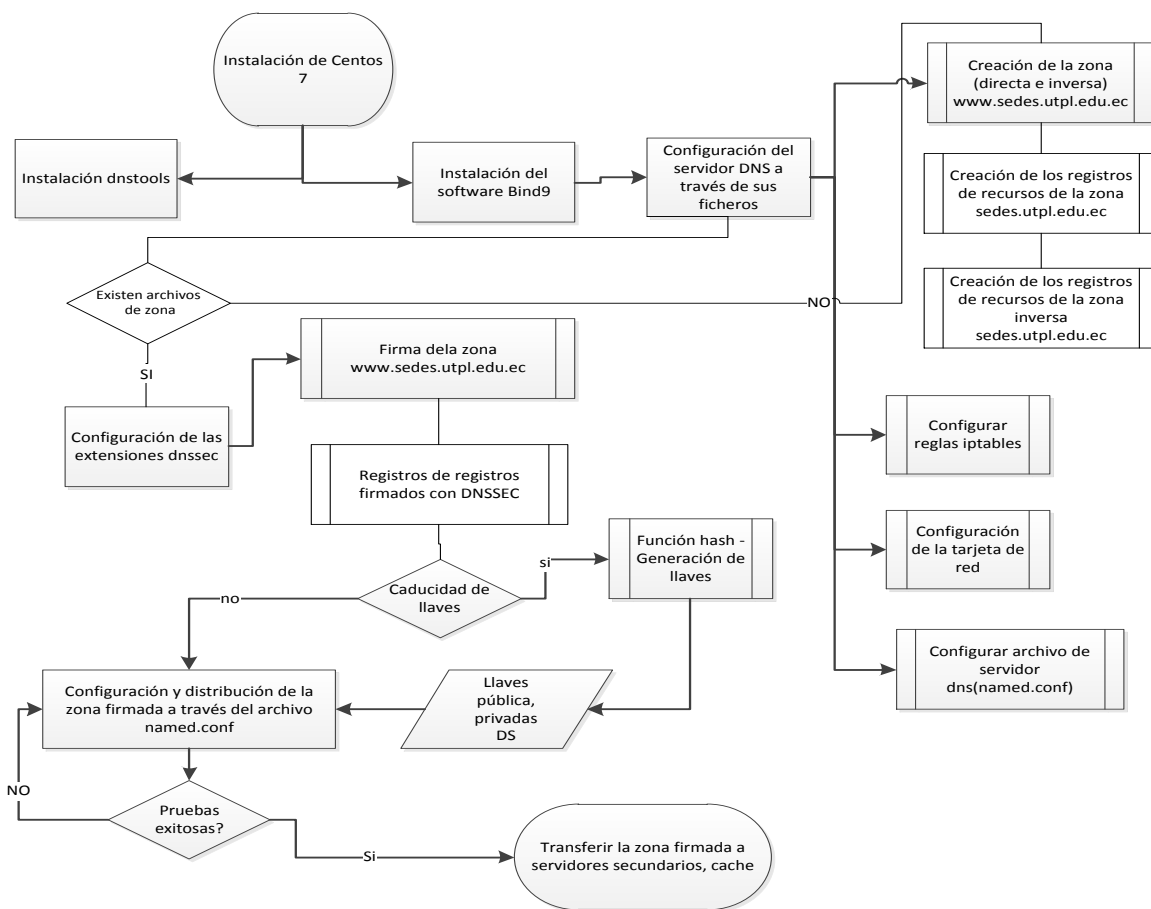 Instalación de Centos
7
Creación de la zona
(directa e inversa)
www.sedes.utpl.edu.ec
Instalación dnstools
Instalación del
software Bind9
Configuración del
servidor DNS a
través de sus
ficheros
Creación de los registros
de recursos de la zona
sedes.utpl.edu.ec
Existen archivos
de zona
NO
Creación de los registros
de recursos de la zona
inversa
sedes.utpl.edu.ec
SI
Firma dela zona
www.sedes.utpl.edu.ec
Configuración de las
extensiones dnssec
Configurar
reglas iptables
Registros de registros
firmados con DNSSEC
Función hash -
Generación de
llaves
Configuración
de la tarjeta de
red
Caducidad de
llaves
si
no
Configurar archivo de
servidor
dns(named.conf)
Configuración y distribución de la
zona firmada a través del archivo
named.conf
Llaves
pública,
privadas
DS
NO
Pruebas
exitosas?
Si
Transferir la zona firmada a
servidores secundarios, cache